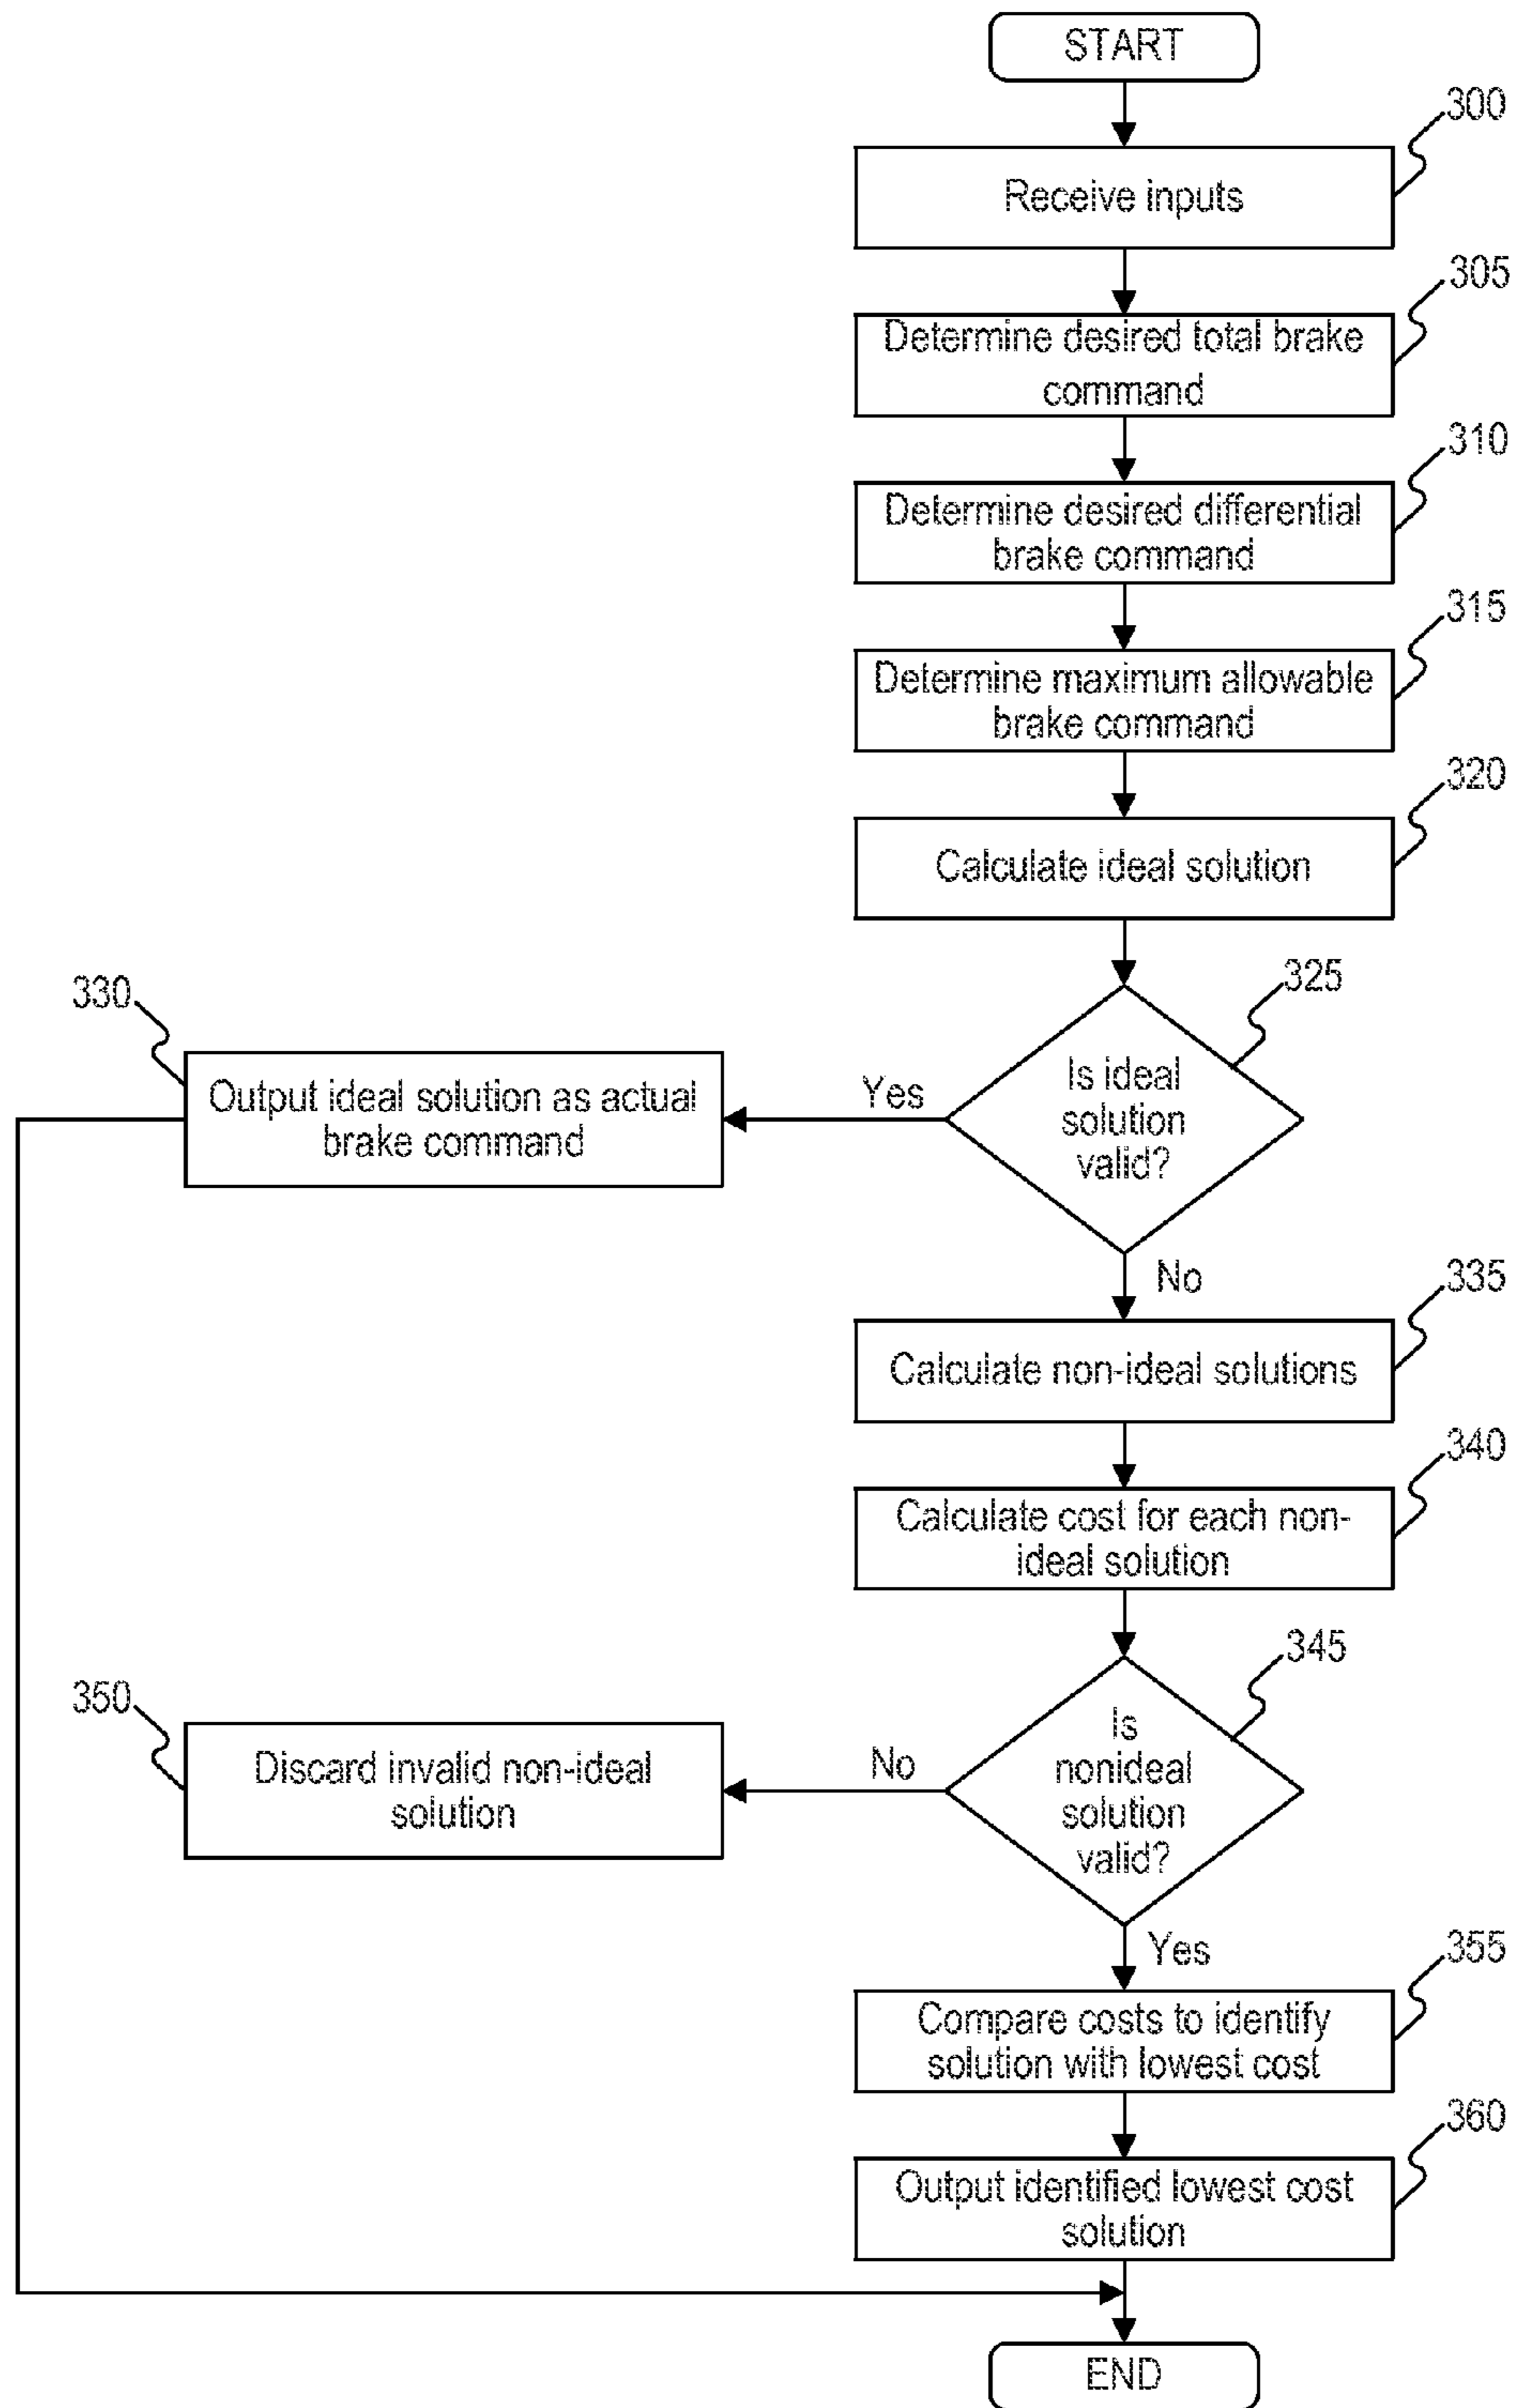 START
300
Receive inputs
305
Determine desired total brake
command
310
Determine desired differential
brake command
315
Determine maximum allowable
brake command
320
Calculate ideal solution
325
Is ideal
solution
valid?
Yes
330
Output ideal solution as actual
brake command
No
335
Calculate non-ideal solutions
340
Calculate cost for each non-
ideal solution
345
Is
nonideal
solution
valid?
No
350
Discard invalid non-ideal
solution
Yes
355
Compare costs to identify
solution with lowest cost
360
Output identified lowest cost
solution
END